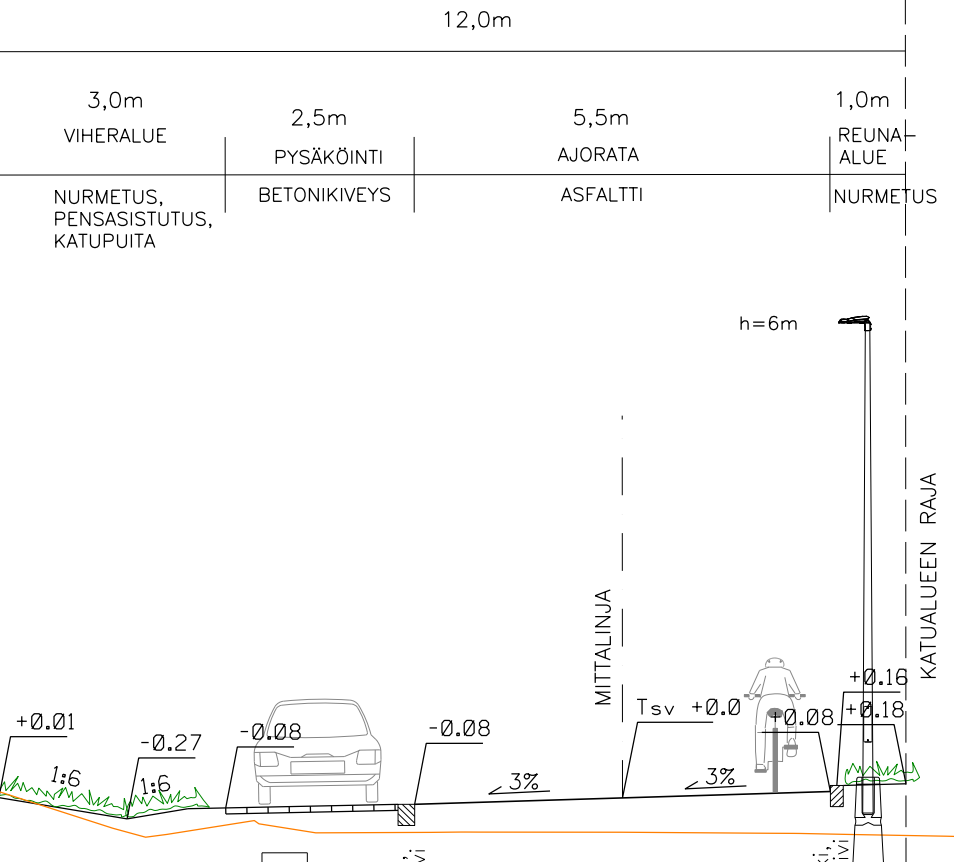 12,0m
3,0m
2,5m
5,5m
1,0m
VIHERALUE
PYSÄKÖINTI
AJORATA
REUNA-
ALUE
NURMETUS,
PENSASISTUTUS,
KATUPUITA
BETONIKIVEYS
ASFALTTI
NURMETUS
h=6m
MITTALINJA
KATUALUEEN RAJA
+0.01
-0.27
-0.08
-0.08
Tsv +0.0
+0.08
+0.16
+0.18
1:6
1:6
3%
3%